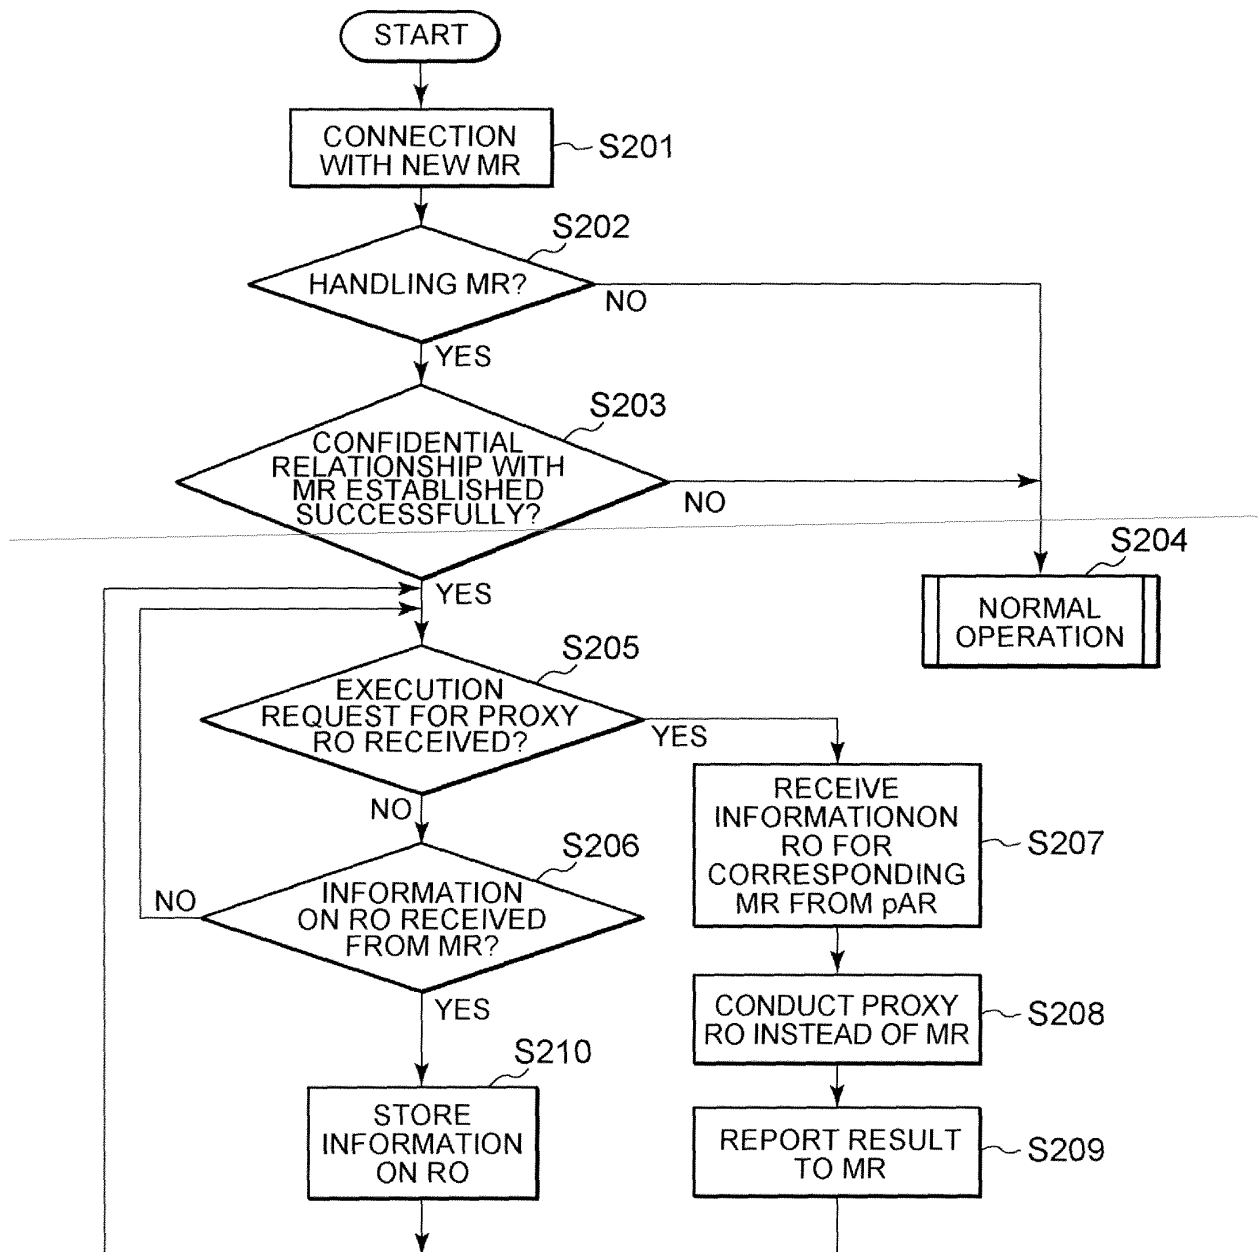 START
CONNECTION
WITH NEW MR
S201
S202
HANDLING MR?
NO
YES
S203
CONFIDENTIAL
RELATIONSHIP WITH
MR ESTABLISHED
SUCCESSFULLY?
NO
YES
S204
NORMAL
OPERATION
S205
EXECUTION
REQUEST FOR PROXY
RO RECEIVED?
YES
NO
RECEIVE
INFORMATIONON
RO FOR
CORRESPONDING
MR FROM pAR
S207
S206
INFORMATION
ON RO RECEIVED
FROM MR?
NO
YES
CONDUCT PROXY
RO INSTEAD OF MR
S208
S210
STORE
INFORMATION
ON RO
REPORT RESULT
TO MR
S209